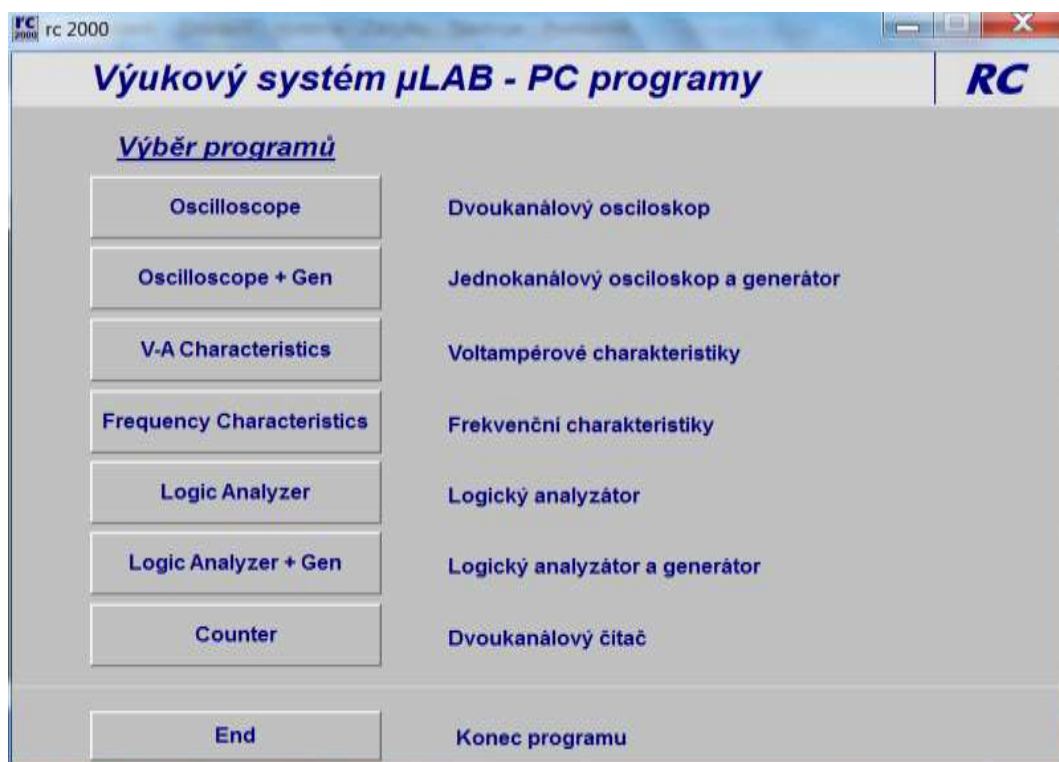 rc 2000
Výukový systém µLAB - PC programy RC
Výběr programů
Oscilloscope Dvoukanálový osciloskop
Oscilloscope + Gen Jednokanálový osciloskop a generátor
V-A Characteristics Voltampérové charakteristiky
Frequency Characteristics Frekvenční charakteristiky
Logic Analyzer Logický analyzátor
Logic Analyzer + Gen Logický analyzátor a generátor
Counter Dvoukanálový čítač
End Konec programu